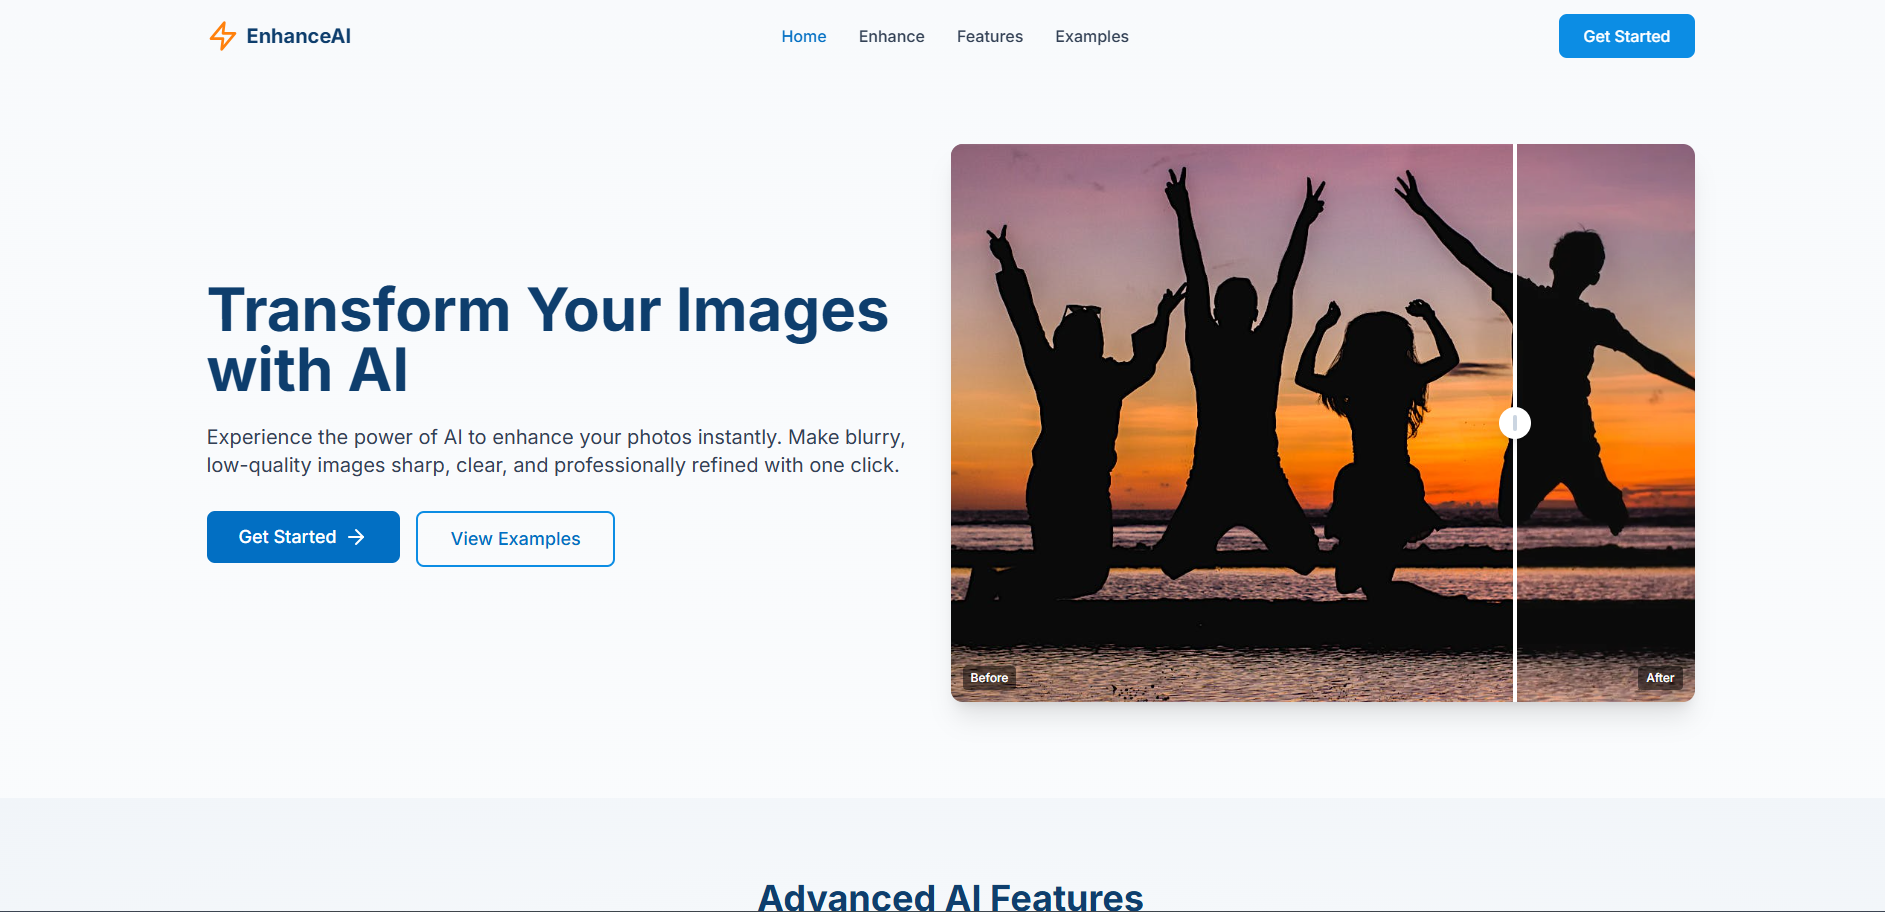 EnhanceAI
Home
Enhance
Features
Examples
Get Started
Transform Your Images
with AI
Experience the power of AI to enhance your photos instantly. Make blurry,
low-quality images sharp, clear, and professionally refined with one click.
Get Started
View Examples
Before
After
Advanced AI Features